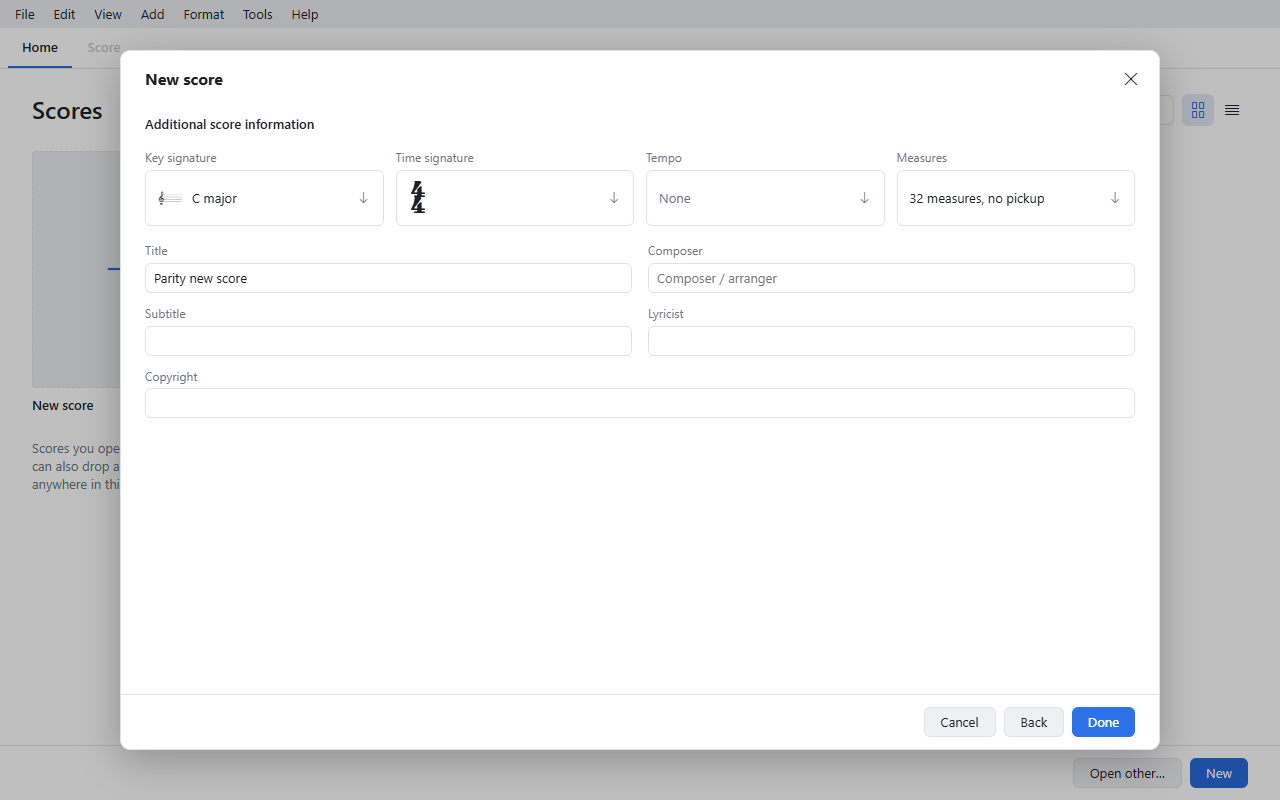 File Edit View Add Format Tools Help
Home Score
Scores
New score
Additional score information
Key signature Time signature Tempo Measures
C major 4/4 None 32 measures, no pickup
Title Composer
Parity new score Composer / arranger
Subtitle Lyricist
Copyright
New score
Scores you ope
can also drop a
anywhere in thi
Cancel Back Done
Open other... New